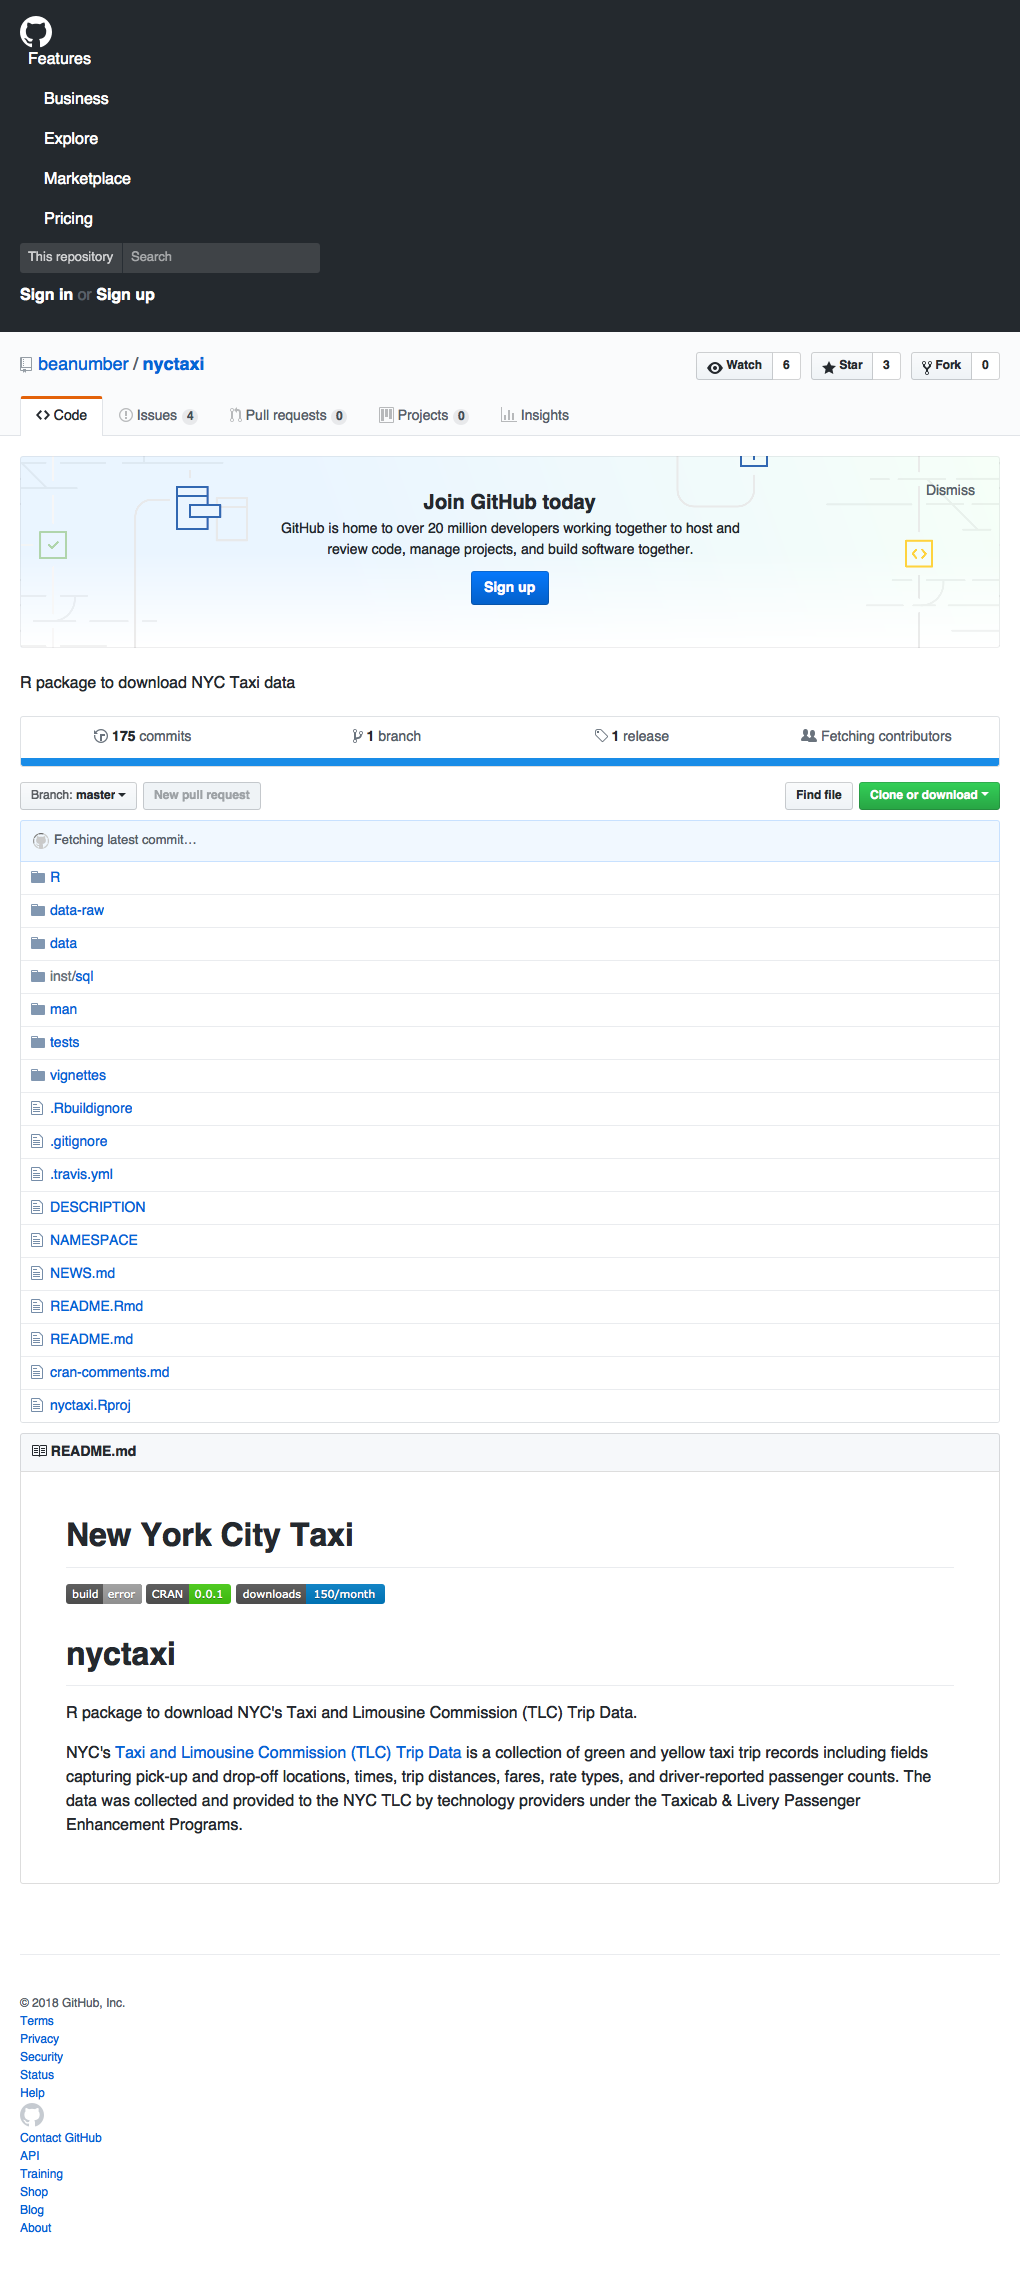 Features
Business
Explore
Marketplace
Pricing
This repository Search
Sign in or Sign up
beanumber / nyctaxi Watch 6 Star 3 Fork 0
Code Issues 4 Pull requests 0 Projects 0 Insights
Dismiss
Join GitHub today
GitHub is home to over 20 million developers working together to host and
review code, manage projects, and build software together.
Sign up
R package to download NYC Taxi data
175 commits 1 branch 1 release Fetching contributors
Branch: master New pull request Find file Clone or download
Fetching latest commit…
R
data-raw
data
inst/sql
man
tests
vignettes
.Rbuildignore
.gitignore
.travis.yml
DESCRIPTION
NAMESPACE
NEWS.md
README.Rmd
README.md
cran-comments.md
nyctaxi.Rproj
README.md
New York City Taxi
build error CRAN 0.0.1 downloads 150/month
nyctaxi
R package to download NYC's Taxi and Limousine Commission (TLC) Trip Data.
NYC's Taxi and Limousine Commission (TLC) Trip Data is a collection of green and yellow taxi trip records including fields
capturing pick-up and drop-off locations, times, trip distances, fares, rate types, and driver-reported passenger counts. The
data was collected and provided to the NYC TLC by technology providers under the Taxicab & Livery Passenger
Enhancement Programs.
© 2018 GitHub, Inc.
Terms
Privacy
Security
Status
Help
Contact GitHub
API
Training
Shop
Blog
About